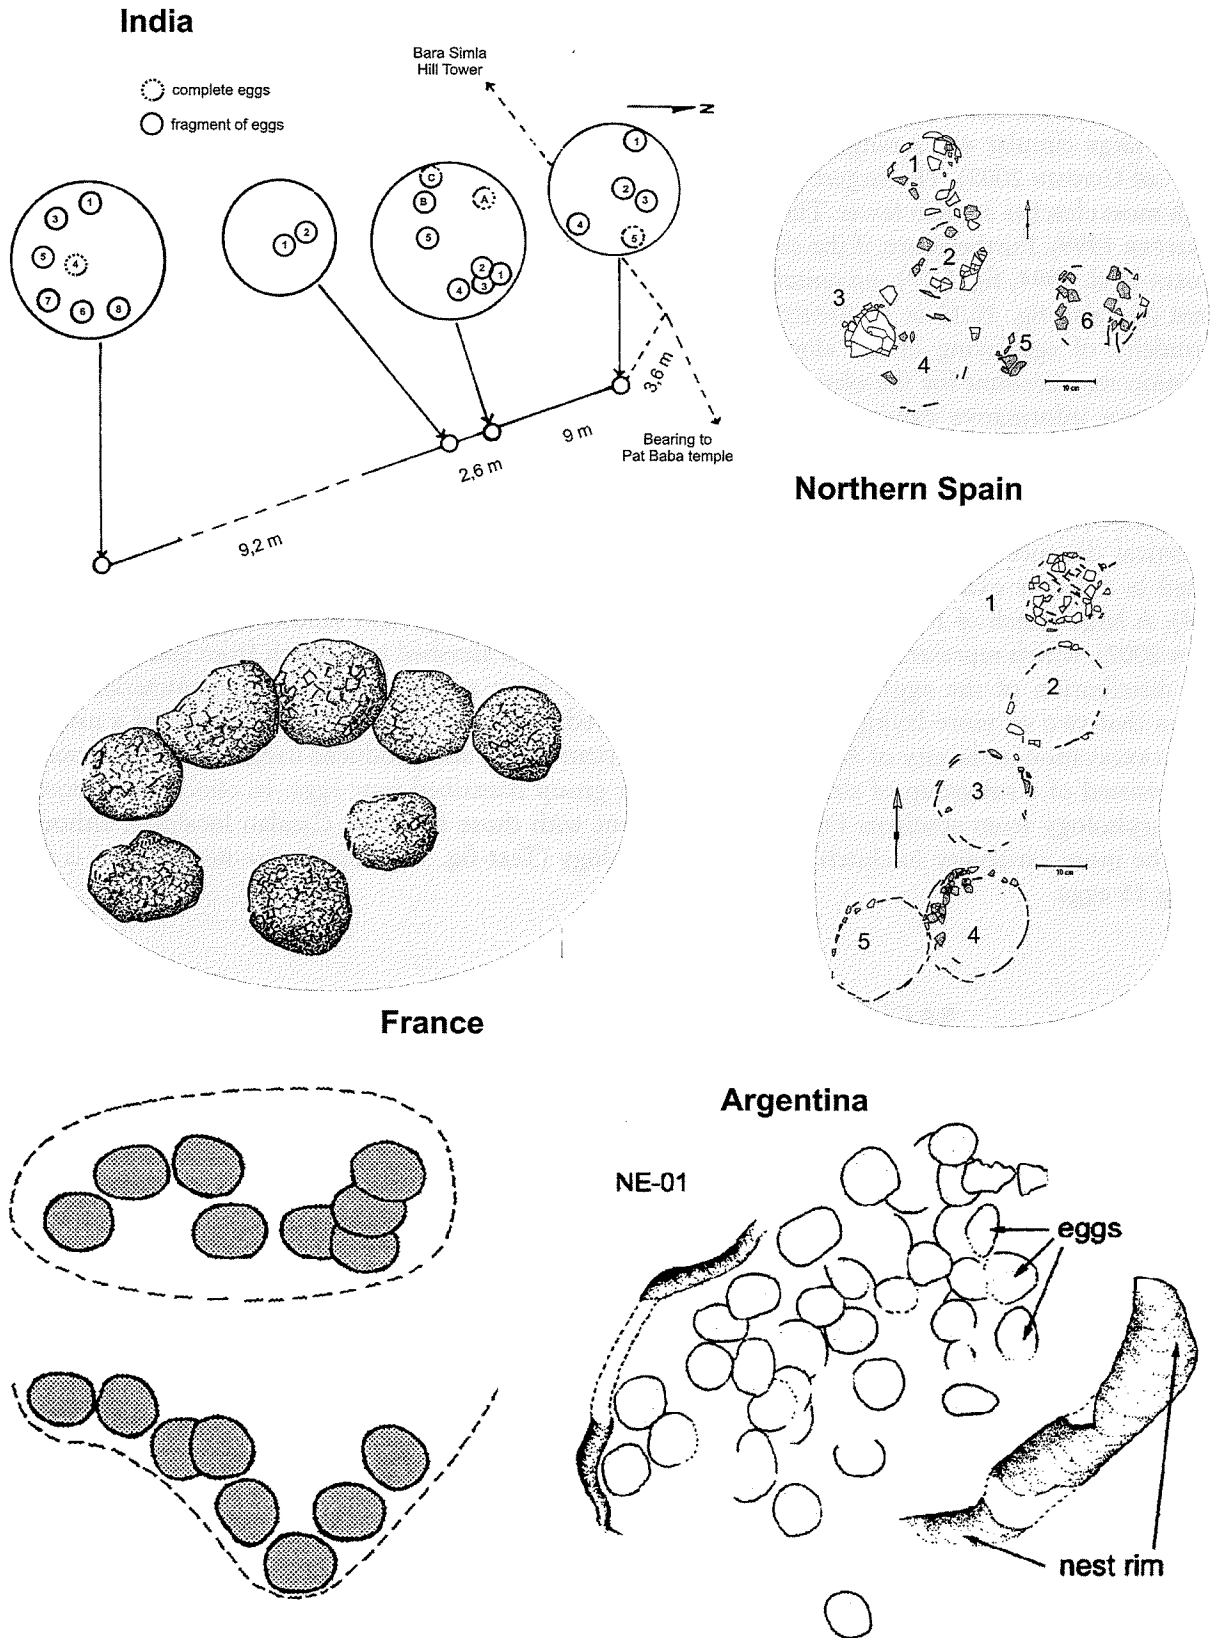 India
Bara Simla
Hill Tower
complete eggs
fragment of eggs
N
1
3
5
4
7
6
8
1
2
C
B
A
5
2
1
3
4
1
2
3
4
5
3,6 m
9 m
2,6 m
9,2 m
Bearing to
Pat Baba temple
1
2
3
4
5
6
10 cm
Northern Spain
1
2
3
10 cm
4
5
France
Argentina
NE-01
eggs
nest rim